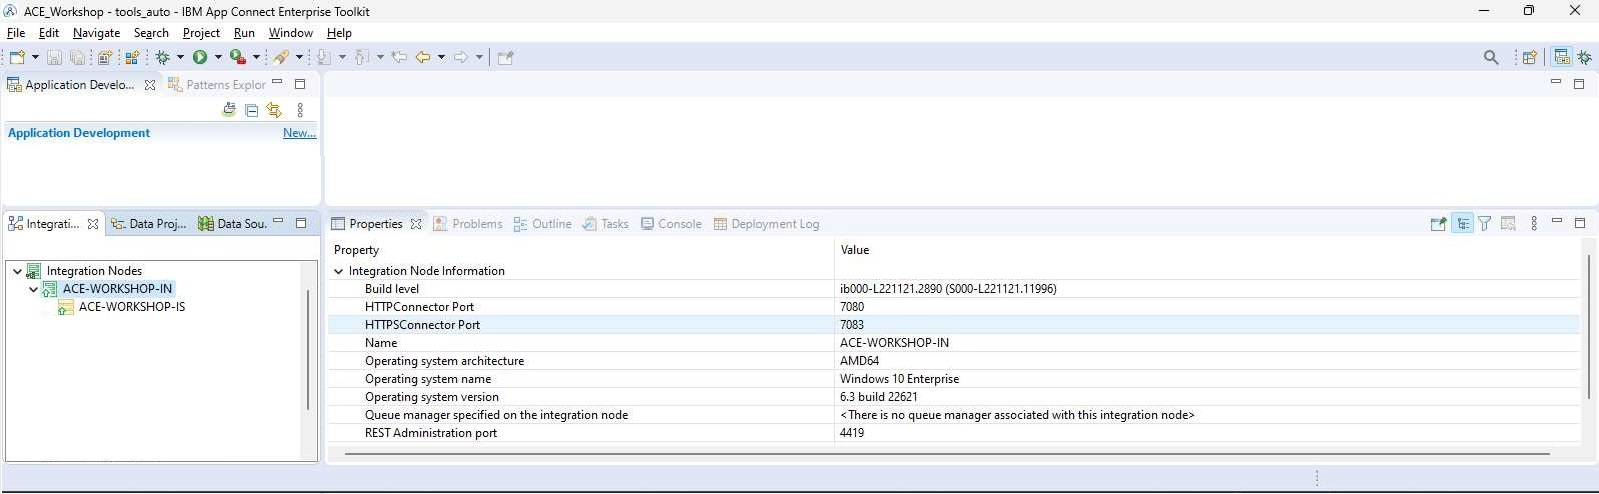 ACE_Workshop - tools_auto - IBM App Connect Enterprise Toolkit
File Edit Navigate Search Project Run Window Help
Application Develo... Patterns Explor
Application Development New...
Integrati... Data Proj... Data Sou.
Integration Nodes
ACE-WORKSHOP-IN
ACE-WORKSHOP-IS
Properties Problems Outline Tasks Console Deployment Log
Property Value
Integration Node Information
Build level ib000-L221121.2890 (S000-L221121.11996)
HTTPConnector Port 7080
HTTPSConnector Port 7083
Name ACE-WORKSHOP-IN
Operating system architecture AMD64
Operating system name Windows 10 Enterprise
Operating system version 6.3 build 22621
Queue manager specified on the integration node <There is no queue manager associated with this integration node>
REST Administration port 4419